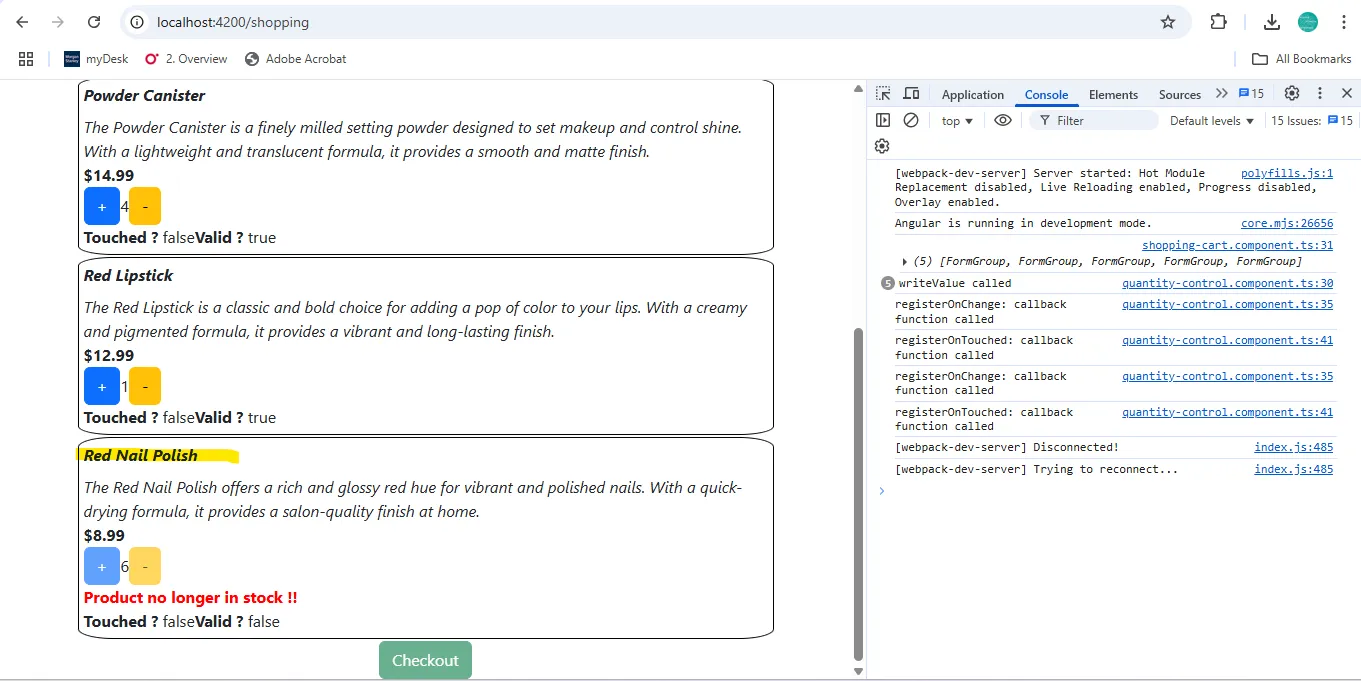 localhost:4200/shopping
myDesk
2. Overview
Adobe Acrobat
All Bookmarks
Powder Canister
The Powder Canister is a finely milled setting powder designed to set makeup and control shine.
With a lightweight and translucent formula, it provides a smooth and matte finish.
$14.99
+ 4 -
Touched ? falseValid ? true
Red Lipstick
The Red Lipstick is a classic and bold choice for adding a pop of color to your lips. With a creamy
and pigmented formula, it provides a vibrant and long-lasting finish.
$12.99
+ 1 -
Touched ? falseValid ? true
Red Nail Polish
The Red Nail Polish offers a rich and glossy red hue for vibrant and polished nails. With a quick-
drying formula, it provides a salon-quality finish at home.
$8.99
+ 6 -
Product no longer in stock !!
Touched ? falseValid ? false
Checkout
Application Console Elements Sources 15
top Filter Default levels 15 Issues: 15
[webpack-dev-server] Server started: Hot Module polyfills.js:1
Replacement disabled, Live Reloading enabled, Progress disabled,
Overlay enabled.
Angular is running in development mode. core.mjs:26656
shopping-cart.component.ts:31
(5) [FormGroup, FormGroup, FormGroup, FormGroup, FormGroup]
5 writeValue called quantity-control.component.ts:30
registerOnChange: callback quantity-control.component.ts:35
function called
registerOnTouched: callback quantity-control.component.ts:41
function called
registerOnChange: callback quantity-control.component.ts:35
function called
registerOnTouched: callback quantity-control.component.ts:41
function called
[webpack-dev-server] Disconnected! index.js:485
[webpack-dev-server] Trying to reconnect... index.js:485